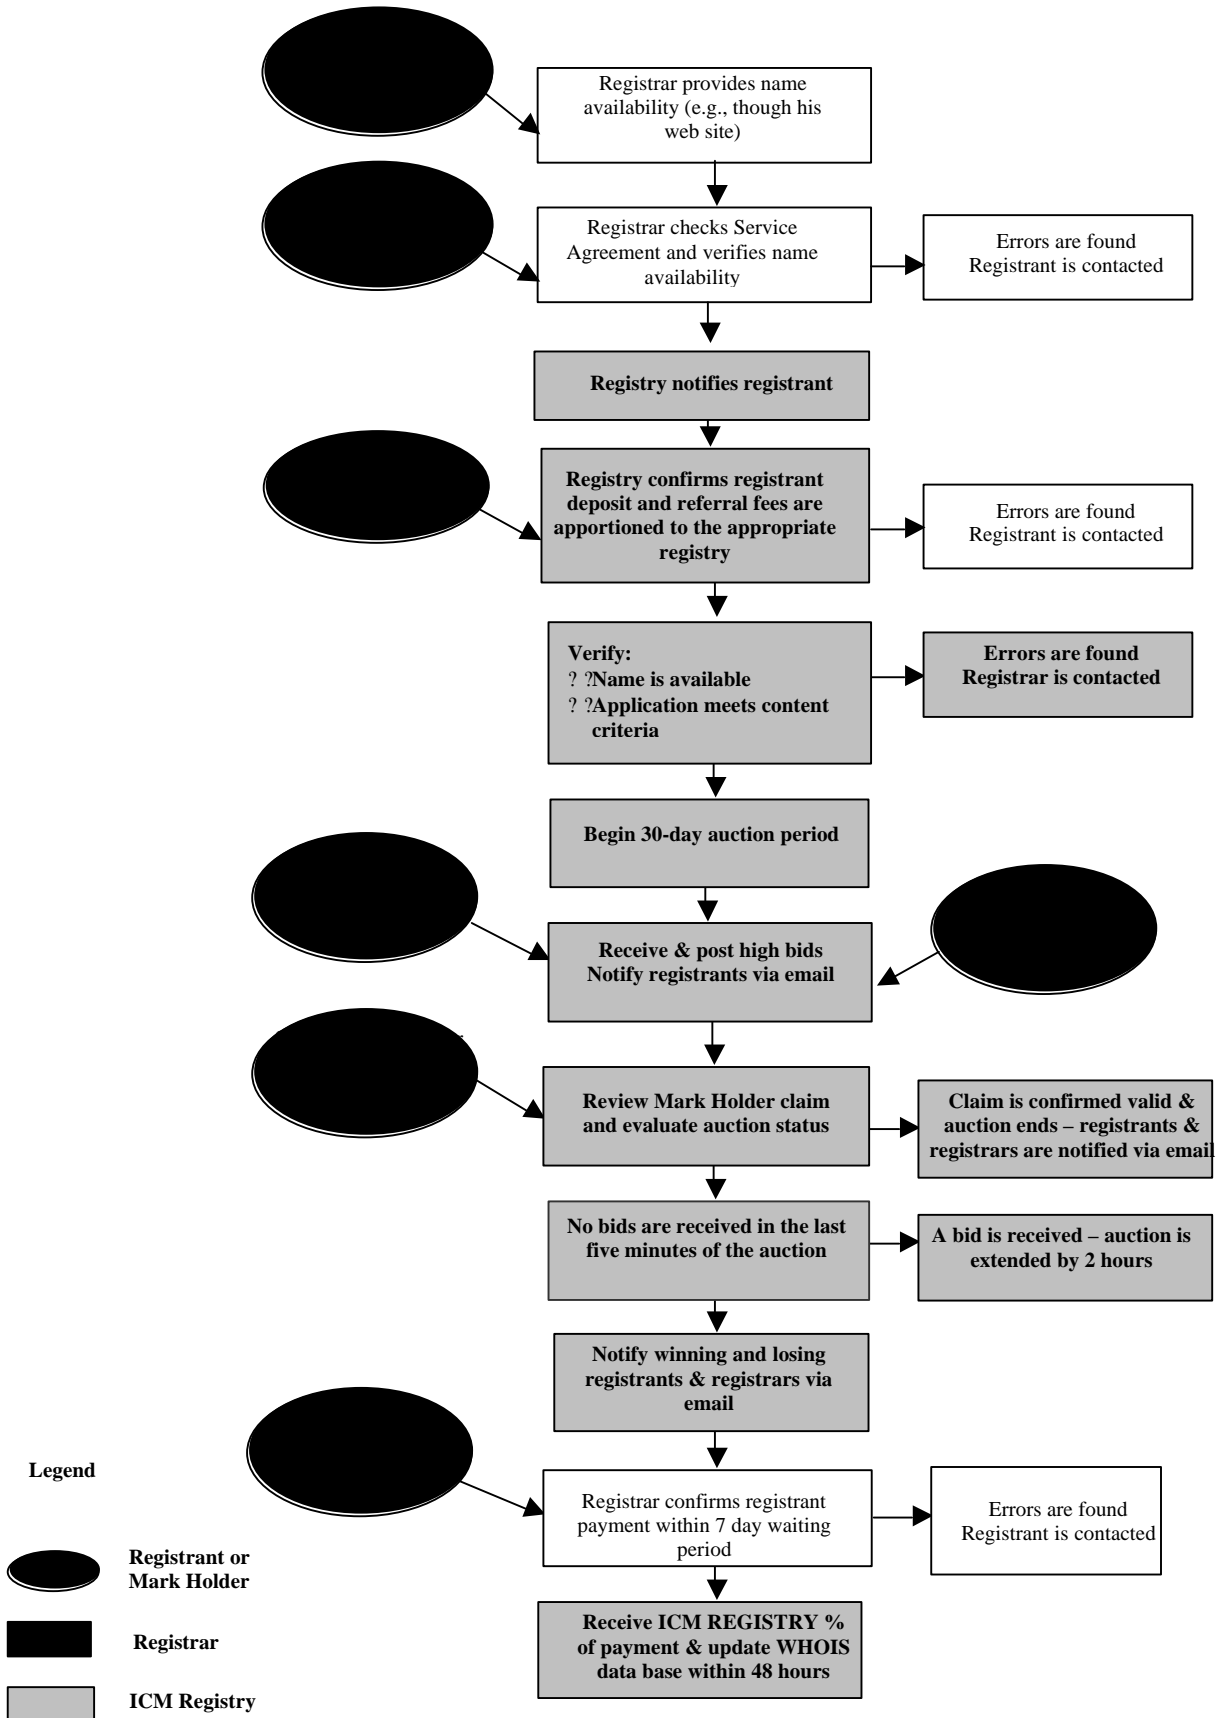 Registrar provides name
availability (e.g., though his
web site)
Registrar checks Service
Agreement and verifies name
availability
Errors are found
Registrant is contacted
Registry notifies registrant
Registry confirms registrant
deposit and referral fees are
apportioned to the appropriate
registry
Errors are found
Registrant is contacted
Verify:
? ?Name is available
? ?Application meets content
criteria
Errors are found
Registrar is contacted
Begin 30-day auction period
Receive & post high bids
Notify registrants via email
Review Mark Holder claim
and evaluate auction status
Claim is confirmed valid &
auction ends – registrants &
registrars are notified via email
No bids are received in the last
five minutes of the auction
A bid is received – auction is
extended by 2 hours
Notify winning and losing
registrants & registrars via
email
Registrar confirms registrant
payment within 7 day waiting
period
Errors are found
Registrant is contacted
Receive ICM REGISTRY %
of payment & update WHOIS
data base within 48 hours
Legend
Registrant or
Mark Holder
Registrar
ICM Registry